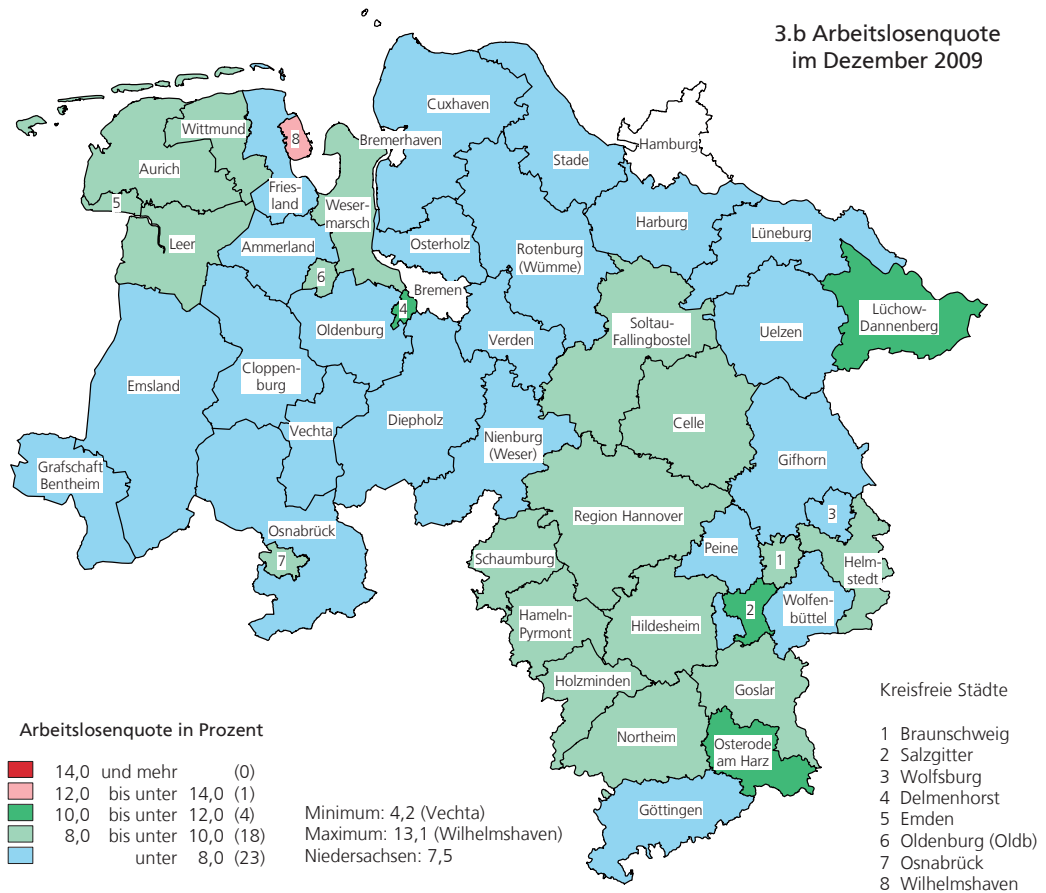 3.b Arbeitslosenquote
im Dezember 2009
Cuxhaven
Wittmund
8
Bremerhaven
Hamburg
Stade
Aurich
Fries-
land
5
Weser-
marsch
Harburg
Lüneburg
Leer
Ammerland
Osterholz
Rotenburg
(Wümme)
6
Bremen
4
Lüchow-
Dannenberg
Oldenburg
Soltau-
Fallingbostel
Uelzen
Verden
Cloppen-
burg
Emsland
Diepholz
Celle
Vechta
Nienburg
(Weser)
Gifhorn
Grafschaft
Bentheim
3
Region Hannover
Osnabrück
Peine
7
Schaumburg
1
Helm-
stedt
2
Wolfen-
büttel
Hameln-
Pyrmont
Hildesheim
Holzminden
Goslar
Northeim
Osterode
am Harz
Göttingen
Arbeitslosenquote in Prozent
14,0 und mehr (0)
12,0 bis unter 14,0 (1)
10,0 bis unter 12,0 (4)
8,0 bis unter 10,0 (18)
unter 8,0 (23)
Minimum: 4,2 (Vechta)
Maximum: 13,1 (Wilhelmshaven)
Niedersachsen: 7,5
Kreisfreie Städte
1 Braunschweig
2 Salzgitter
3 Wolfsburg
4 Delmenhorst
5 Emden
6 Oldenburg (Oldb)
7 Osnabrück
8 Wilhelmshaven